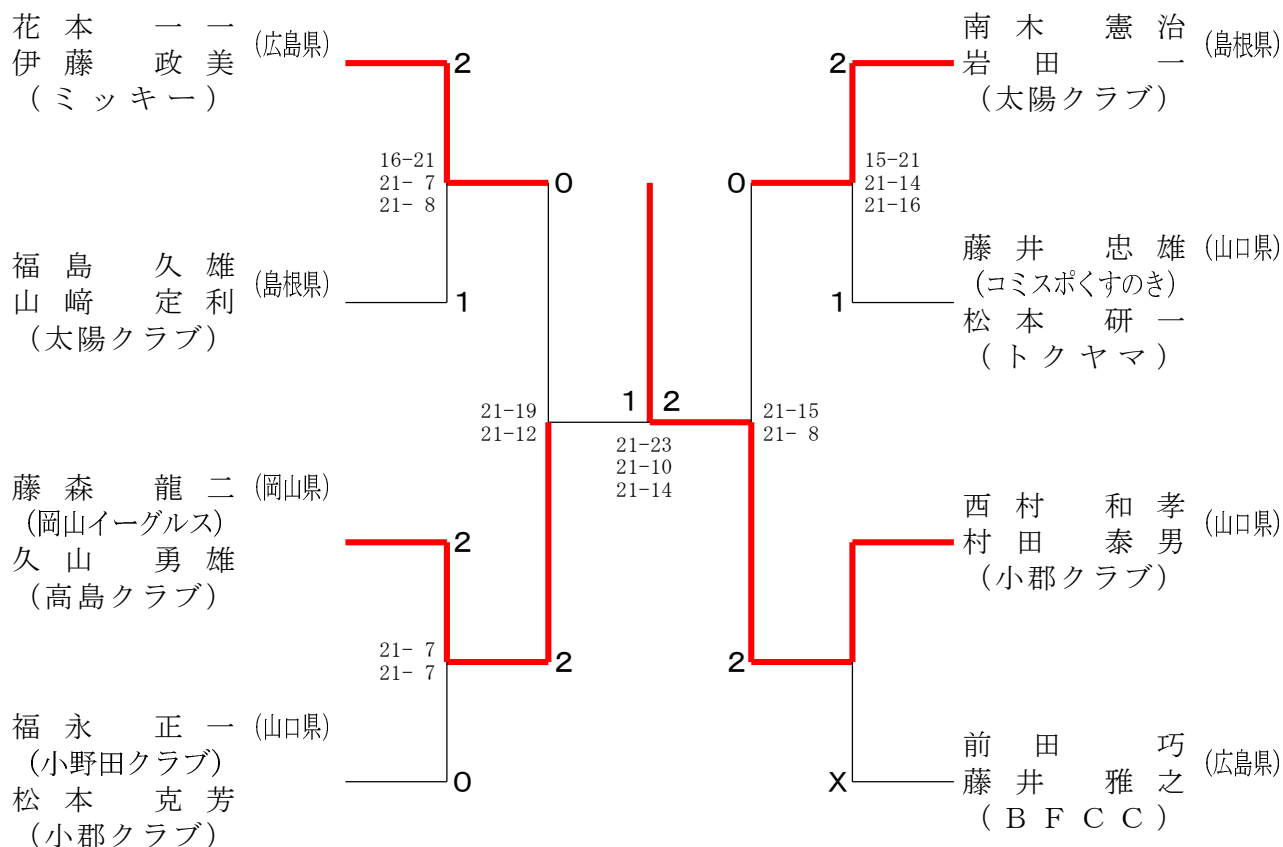 花本 一一 (広島県)
伊藤 政美
(ミッキー)
2
16-21
21- 7
21- 8
0
福島 久雄 (島根県)
山﨑 定利
(太陽クラブ)
1
21-19
21-12
藤森 龍二 (岡山県)
(岡山イーグルス)
久山 勇雄
(高島クラブ)
2
21- 7
21- 7
2
福永 正一 (山口県)
(小野田クラブ)
松本 克芳
(小郡クラブ)
0
1 2
21-23
21-10
21-14
南木 憲治 (島根県)
岩田 一
(太陽クラブ)
2
15-21
21-14
21-16
0
藤井 忠雄 (山口県)
(コミスポくすのき)
松本 研一
(トクヤマ)
1
21-15
21- 8
西村 和孝 (山口県)
村田 泰男
(小郡クラブ)
2
前田 巧 (広島県)
藤井 雅之
(BFCC)
X